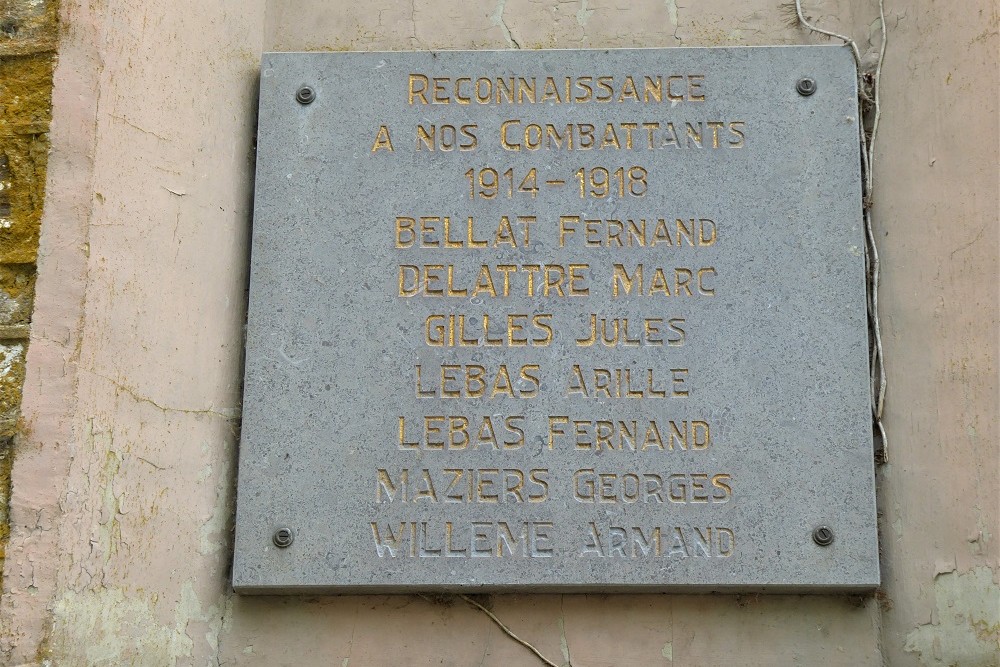 RECONNAISSANCE
A NOS COMBATTANTS
1914-1918
BELLAT FERNAND
DELATTRE MARC
GILLES JULES
LEBAS ARILLE
LEBAS FERNAND
MAZIERS GEORGES
WILLEME ARMAND